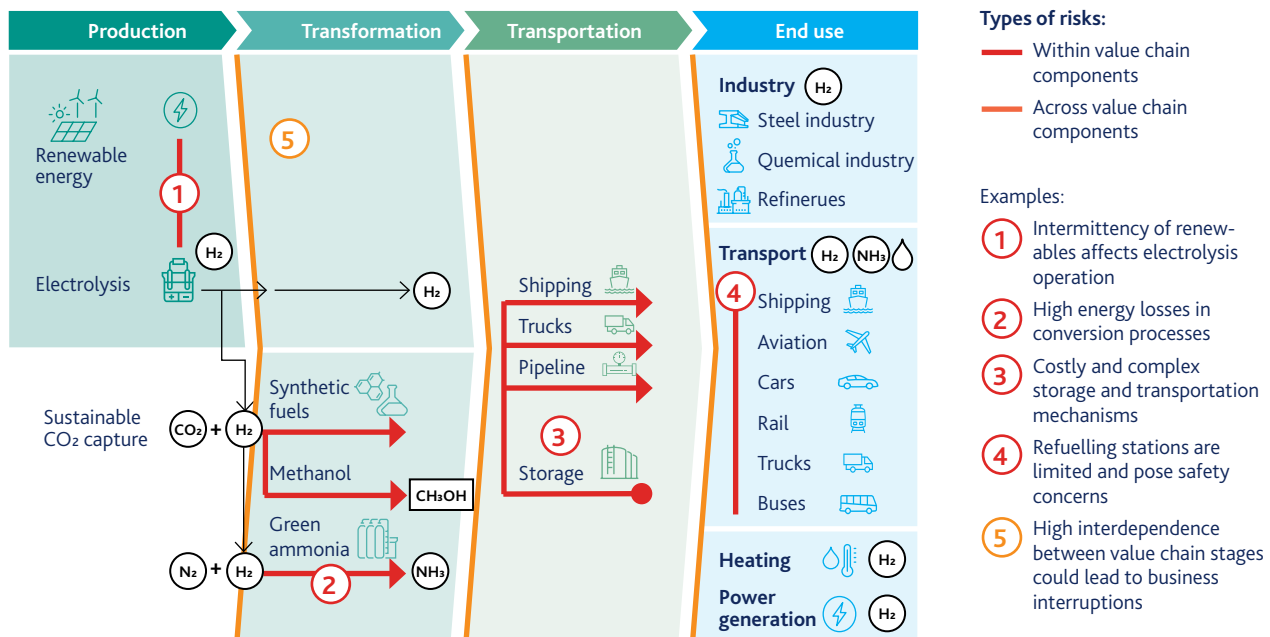 Production
Transformation
Transportation
End use
Renewable
energy
1
H₂
Electrolysis
H₂
5
Sustainable
CO₂ capture
CO₂ + H₂
Synthetic
fuels
Methanol
CH₃OH
Green
ammonia
N₂ + H₂
2
NH₃
Shipping
Trucks
Pipeline
3
Storage
Industry H₂
Steel industry
Quemical industry
Refinerues
Transport H₂ NH₃
4
Shipping
Aviation
Cars
Rail
Trucks
Buses
Heating H₂
Power
generation H₂
Types of risks:
Within value chain
components
Across value chain
components
Examples:
1 Intermittency of renew-
ables affects electrolysis
operation
2 High energy losses in
conversion processes
3 Costly and complex
storage and transportation
mechanisms
4 Refuelling stations are
limited and pose safety
concerns
5 High interdependence
between value chain stages
could lead to business
interruptions